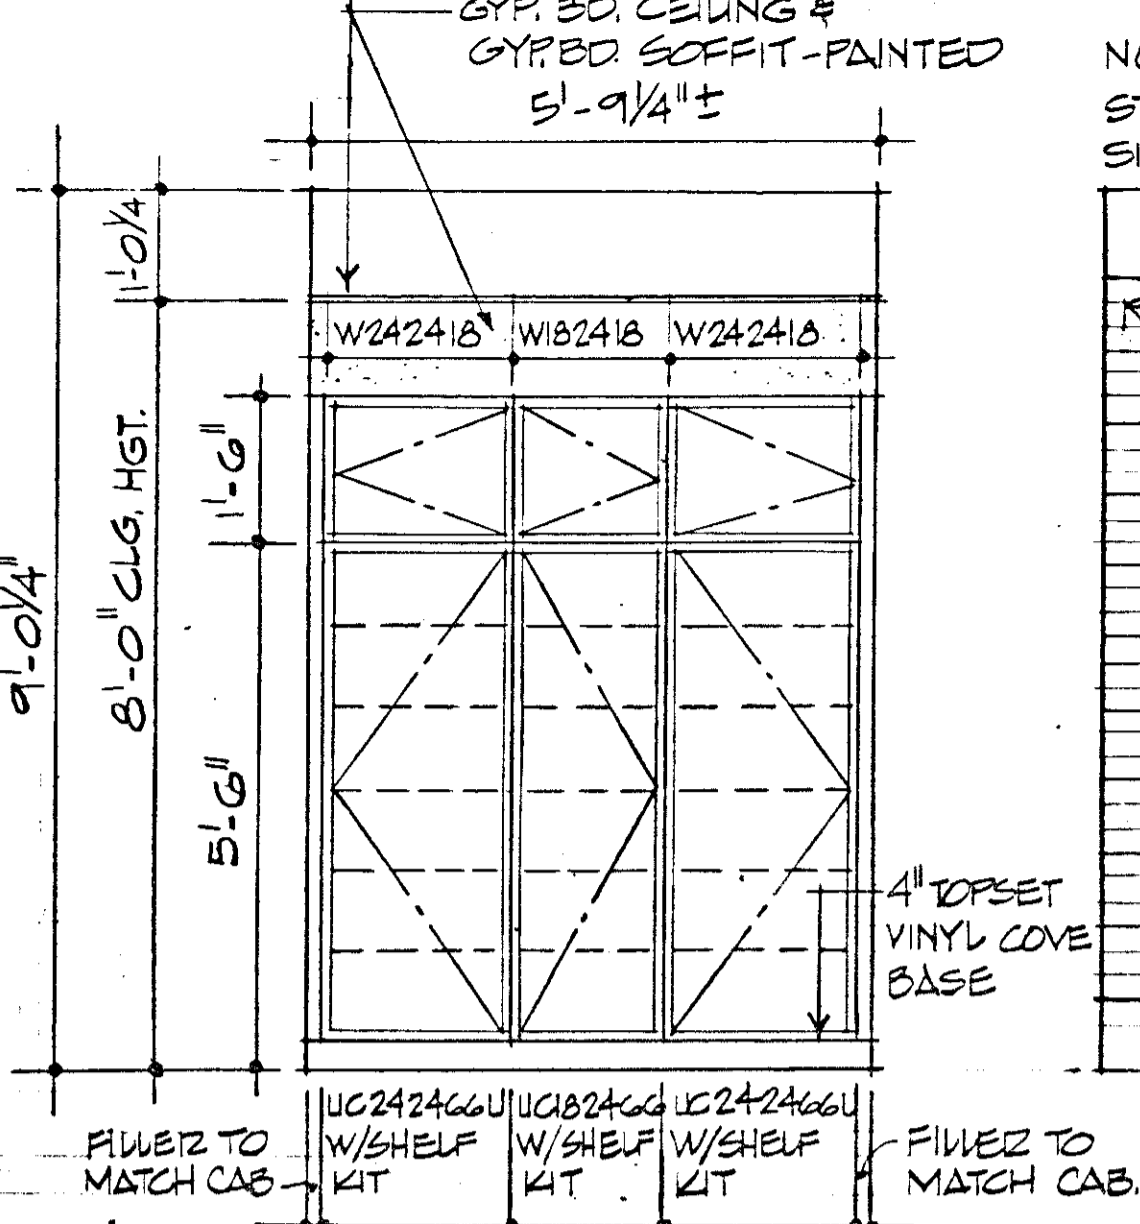 GYP. BD. CEILING &
GYP. BD. SOFFIT - PAINTED
5'-9 1/4" ±
1'-0 1/4
W242418 W182418 W242418
8'-0" CLG. HGT.
9'-0 1/4"
1'-6"
5'-6"
4" TOPSET
VINYL COVE
BASE
UC242466U UC182466 UC242466U
W/SHELF W/SHELF W/SHELF
KIT KIT KIT
FILLER TO
MATCH CAB
FILLER TO
MATCH CAB.